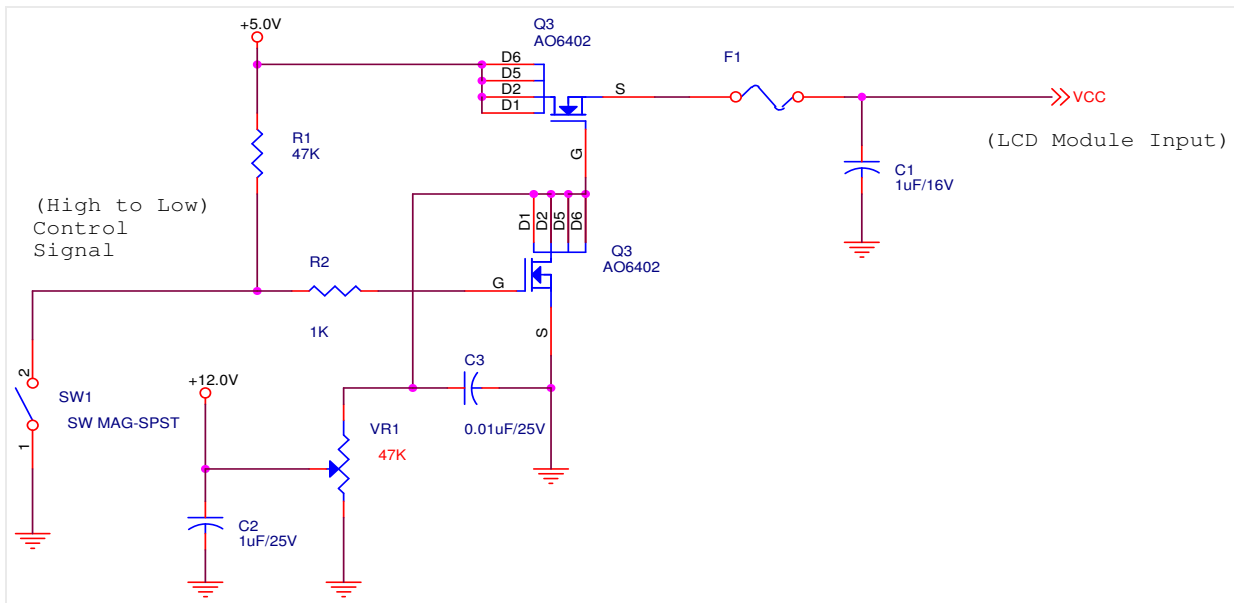 +5.0V
Q3
AO6402
F1
D6
D5
D2
D1
S
VCC
(LCD Module Input)
R1
47K
G
C1
1uF/16V
(High to Low)
Control
Signal
D1
D2
D5
D6
Q3
AO6402
R2
G
1K
S
2
+12.0V
C3
SW1
SW MAG-SPST
VR1
0.01uF/25V
1
47K
C2
1uF/25V